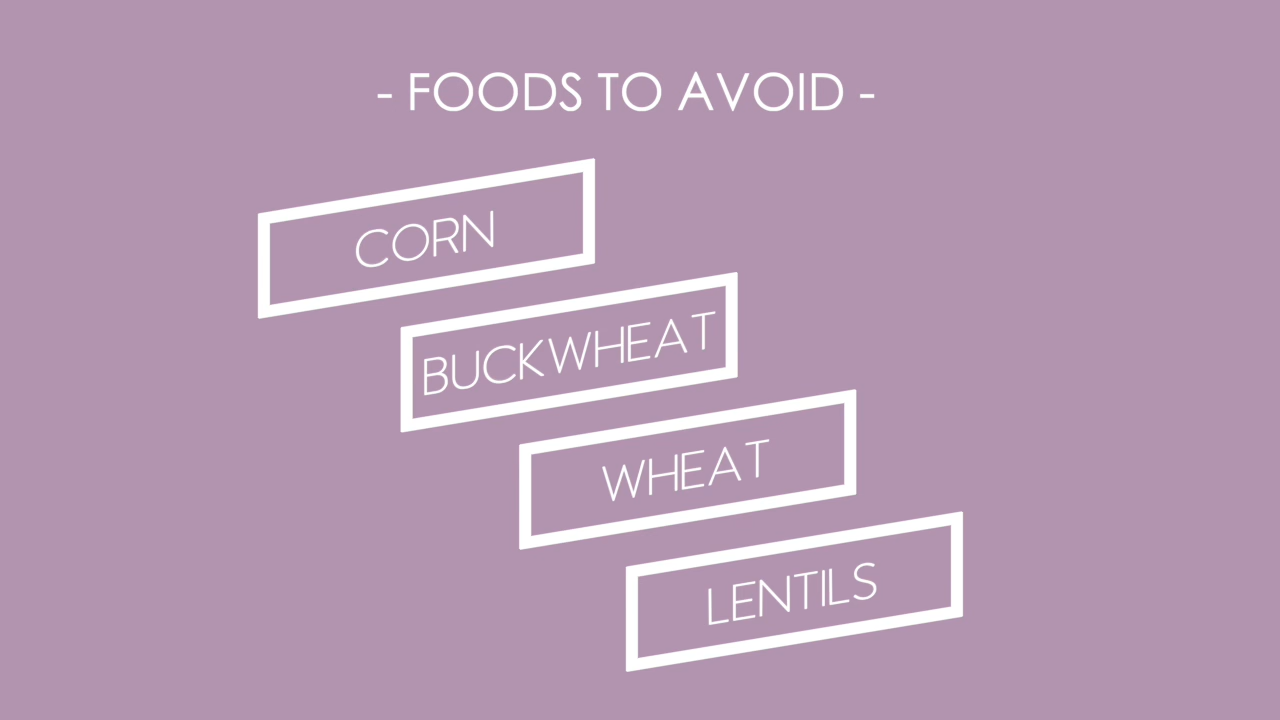 - FOODS TO AVOID -
CORN
BUCKWHEAT
WHEAT
LENTILS